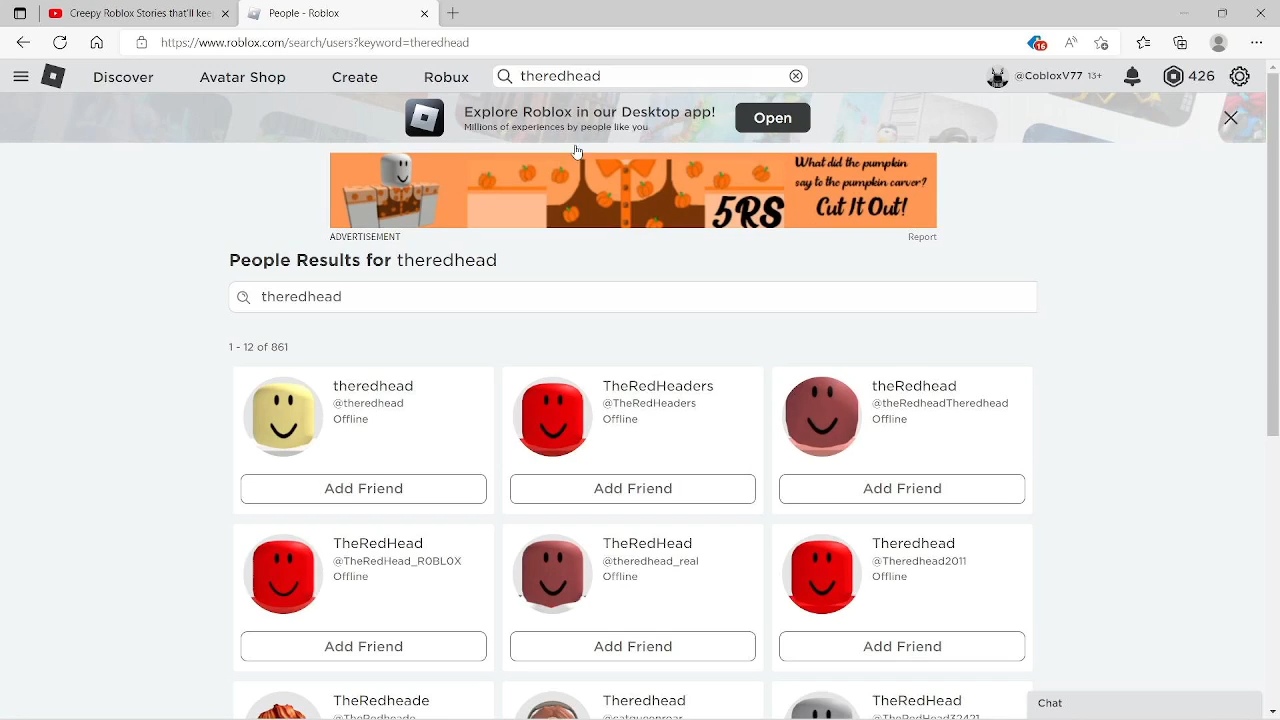 Creepy Roblox Stories that'll kee
People - Roblox
https://www.roblox.com/search/users?keyword=theredhead
16
Discover
Avatar Shop
Create
Robux
theredhead
@CobloxV77 13+
426
Explore Roblox in our Desktop app!
Millions of experiences by people like you
Open
What did the pumpkin
say to the pumpkin carver?
Cut It Out!
5RS
ADVERTISEMENT
Report
People Results for theredhead
theredhead
1 - 12 of 861
theredhead
@theredhead
Offline
Add Friend
TheRedHeaders
@TheRedHeaders
Offline
Add Friend
theRedhead
@theRedheadTheredhead
Offline
Add Friend
TheRedHead
@TheRedHead_R0BL0X
Offline
Add Friend
TheRedHead
@theredhead_real
Offline
Add Friend
Theredhead
@Theredhead2011
Offline
Add Friend
TheRedheade
@TheRedheade
Theredhead
@catqueenroar
TheRedHead
@TheRedHead32421
Chat